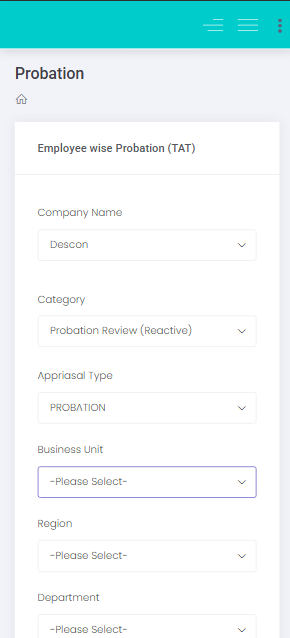 Probation
Employee wise Probation (TAT)
Company Name
Descon
Category
Probation Review (Reactive)
Appriasal Type
PROBATION
Business Unit
-Please Select-
Region
-Please Select-
Department
-Please Select-